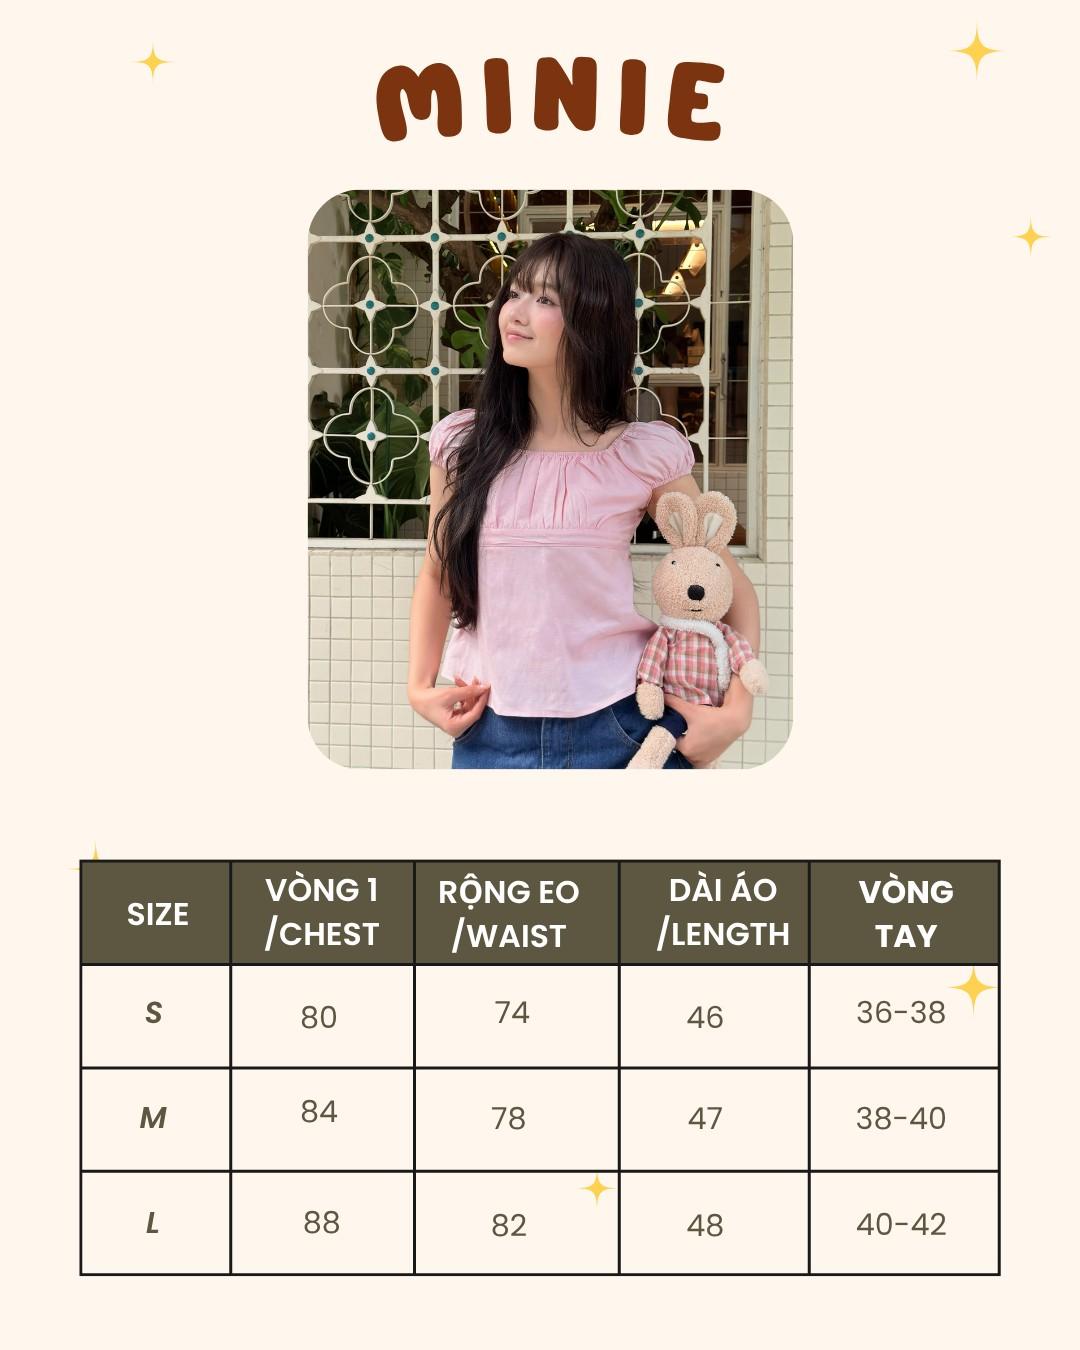 MINIE
SIZE
VÒNG 1
/CHEST
RỘNG EO
/WAIST
DÀI ÁO
/LENGTH
VÒNG
TAY
S 80 74 46 36-38
M 84 78 47 38-40
L 88 82 48 40-42